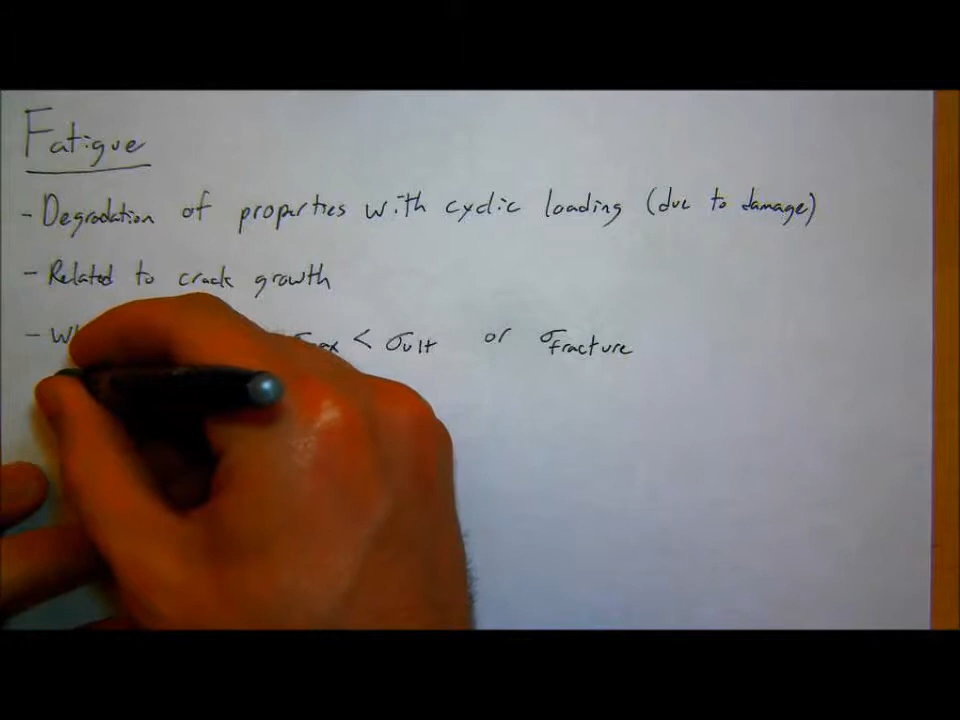 Fatigue
- Degradation of properties with cyclic loading (due to damage)
- Related to crack growth
- < σult or σfracture